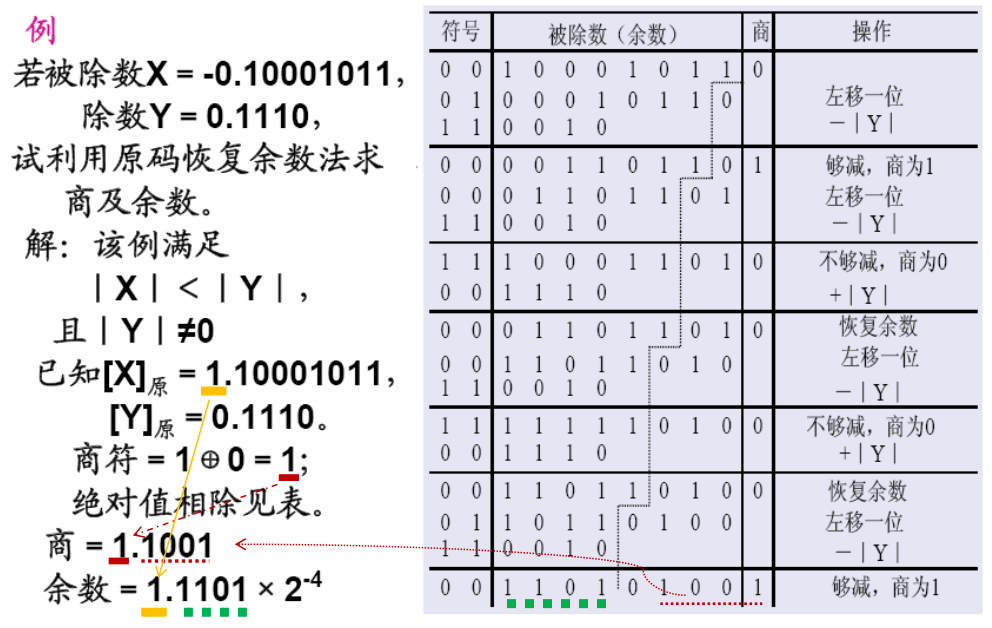 例
若被除数X = -0.10001011,
除数Y = 0.1110,
试利用原码恢复余数法求
商及余数。
解: 该例满足
| X | < | Y |,
且 | Y | ≠0
已知[X]原 = 1.10001011,
[Y]原 = 0.1110。
商符 = 1 ⊕ 0 = 1;
绝对值相除见表。
商 = 1.1001
余数 = 1.1101 × 2-4
符号 被除数（余数） 商 操作
0 0 1 0 0 0 1 0 1 1 0
0 1 0 0 0 1 0 1 1 0 左移一位
1 1 0 0 1 0 －| Y |
0 0 0 0 1 1 0 1 1 0 1 够减，商为1
0 0 0 1 1 0 1 1 0 1 左移一位
1 1 0 0 1 0 －| Y |
1 1 1 0 0 0 1 1 0 1 0 不够减，商为0
0 0 1 1 1 0 +| Y |
0 0 0 1 1 0 1 1 0 1 0 恢复余数
0 0 1 1 0 1 1 0 1 0 左移一位
1 1 0 0 1 0 －| Y |
1 1 1 1 1 1 1 0 1 0 0 不够减，商为0
0 0 1 1 1 0 +| Y |
0 0 1 1 0 1 1 0 1 0 0 恢复余数
0 1 1 0 1 1 0 1 0 0 左移一位
1 1 0 0 1 0 －| Y |
0 0 1 1 0 1 0 1 0 0 1 够减，商为1